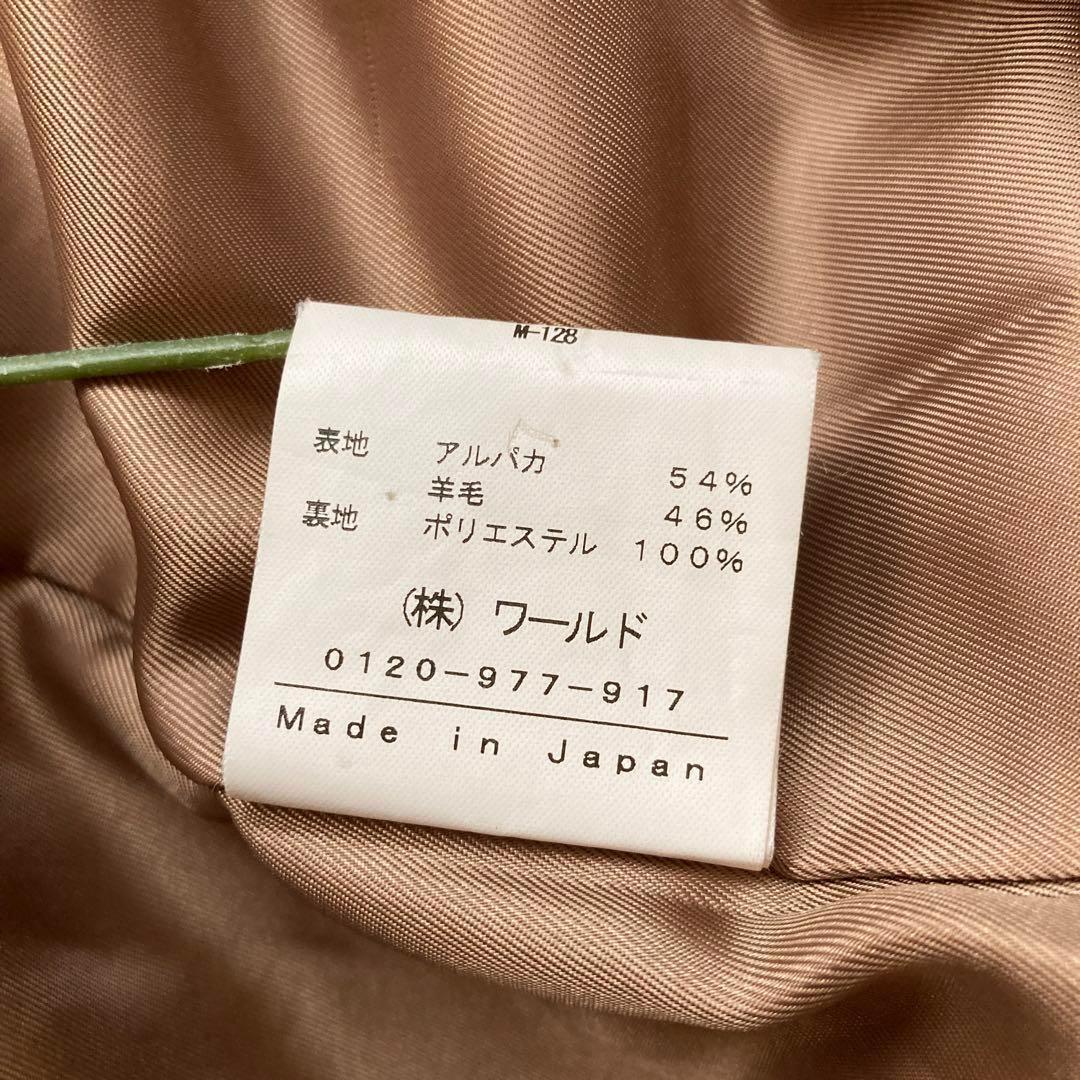 M-128
表地 アルパカ 54%
羊毛 46%
裏地 ポリエステル 100%
(株) ワールド
0120-977-917
Made in Japan